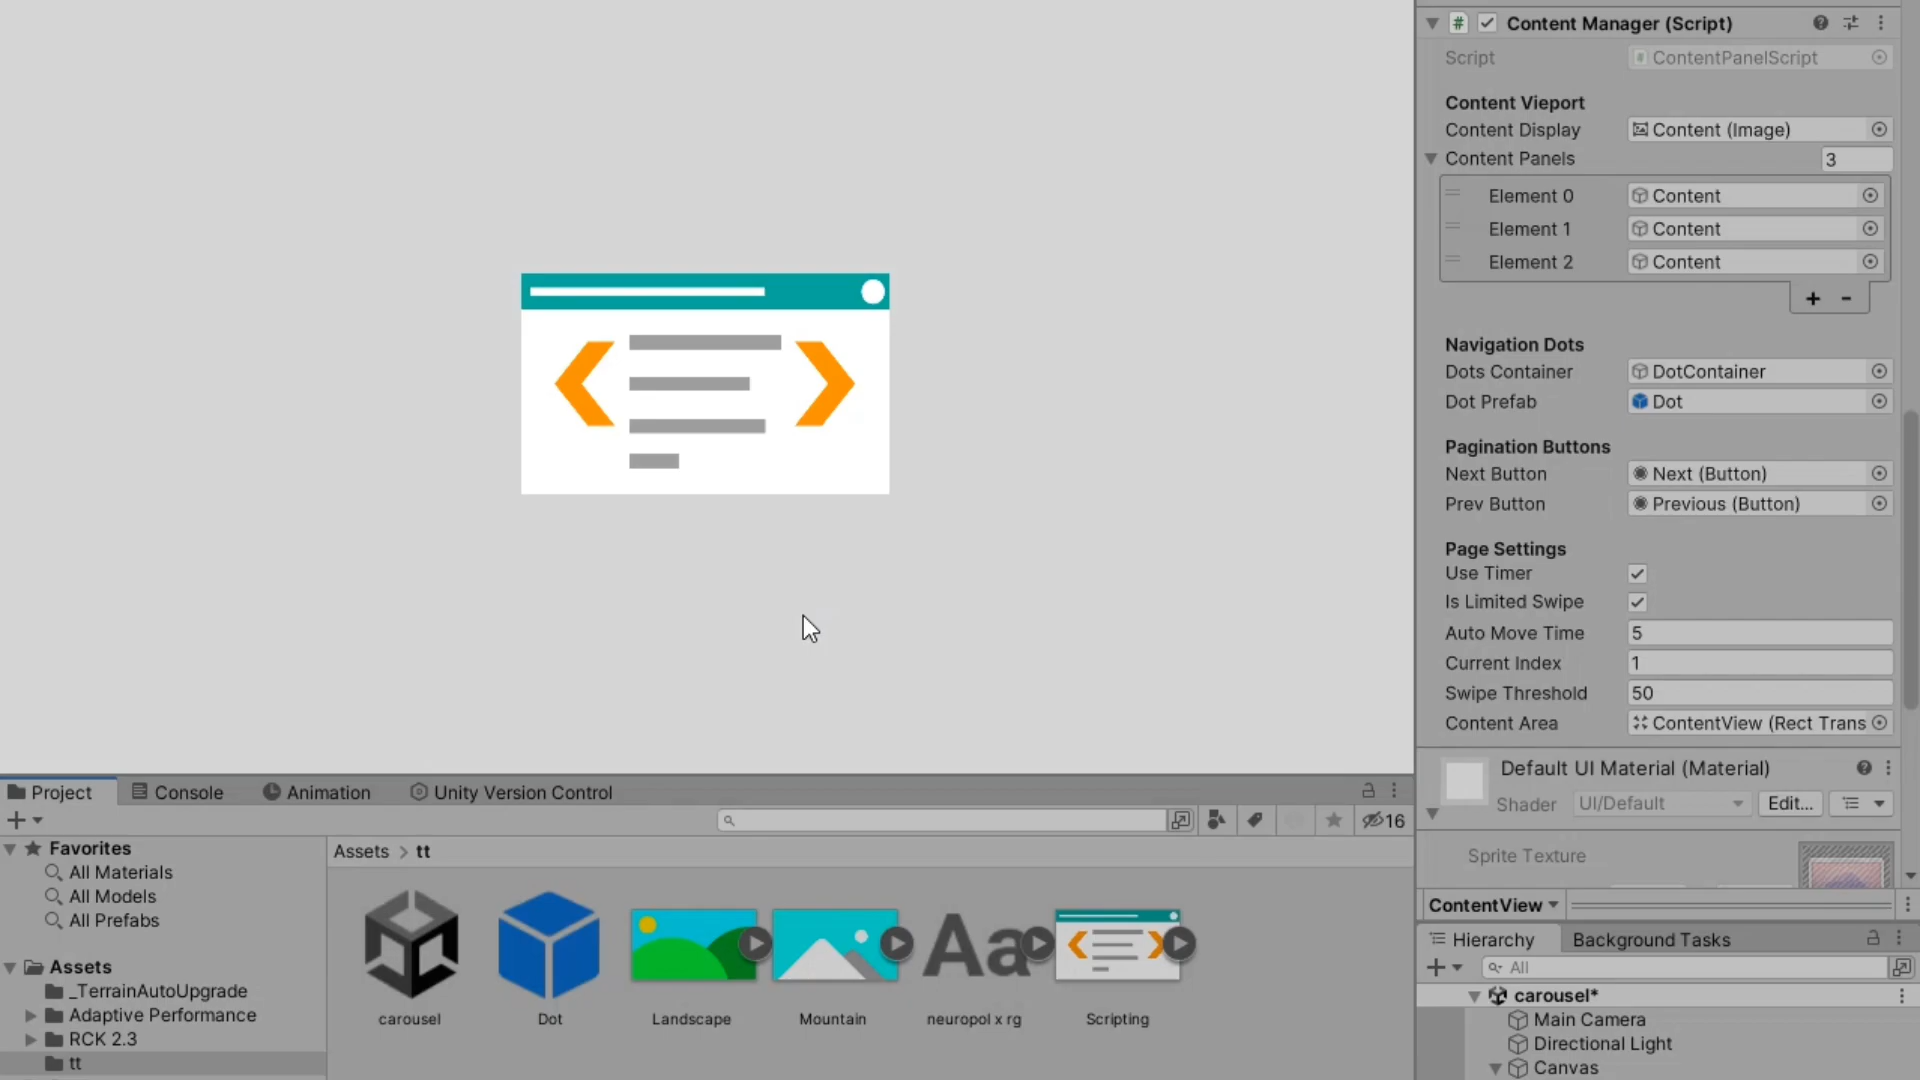 Content Manager (Script)
Script ContentPanelScript
Content Vieport
Content Display Content (Image)
Content Panels 3
Element 0 Content
Element 1 Content
Element 2 Content
+ -
Navigation Dots
Dots Container DotContainer
Dot Prefab Dot
Pagination Buttons
Next Button Next (Button)
Prev Button Previous (Button)
Page Settings
Use Timer
Is Limited Swipe
Auto Move Time 5
Current Index 1
Swipe Threshold 50
Content Area ContentView (Rect Trans
Default UI Material (Material)
Shader UI/Default Edit...
Sprite Texture
ContentView
Hierarchy Background Tasks
All
carousel*
Main Camera
Directional Light
Canvas
Project Console Animation Unity Version Control
16
Favorites
All Materials
All Models
All Prefabs
Assets
_TerrainAutoUpgrade
Adaptive Performance
RCK 2.3
tt
Assets > tt
Aa
carousel Dot Landscape Mountain neuropol x rg Scripting